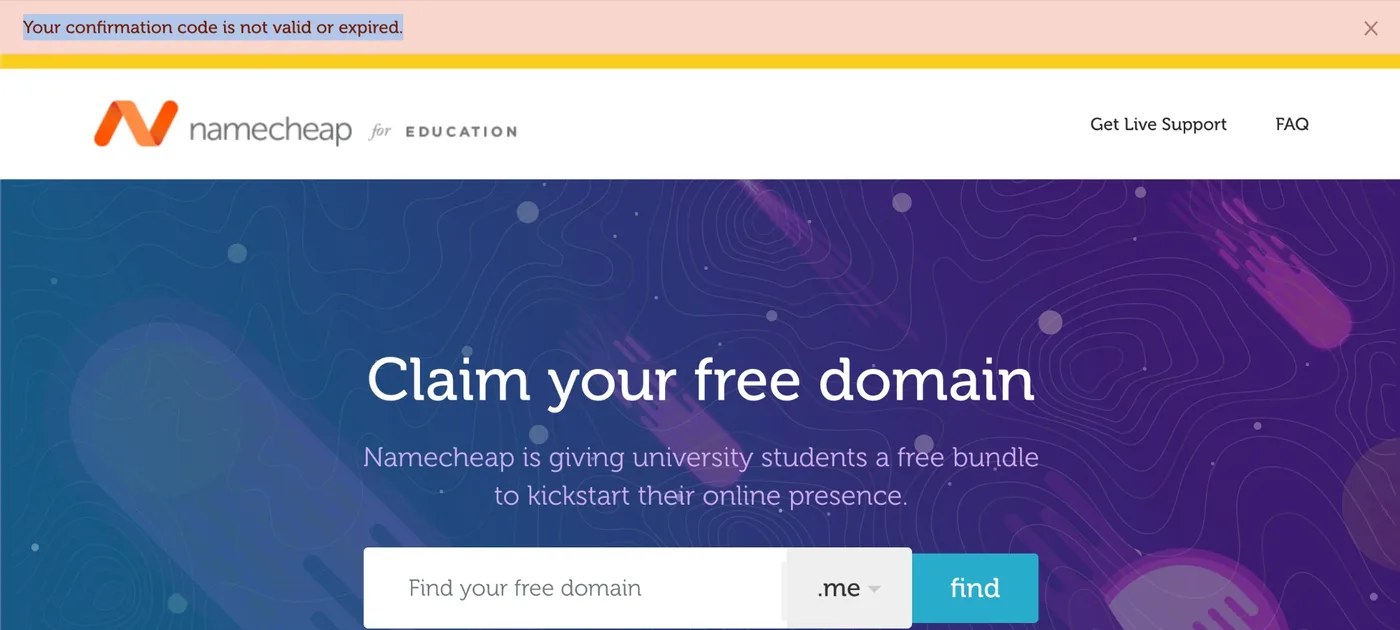 Your confirmation code is not valid or expired.
namecheap for EDUCATION
Get Live Support
FAQ
Claim your free domain
Namecheap is giving university students a free bundle
to kickstart their online presence.
Find your free domain
.me
find